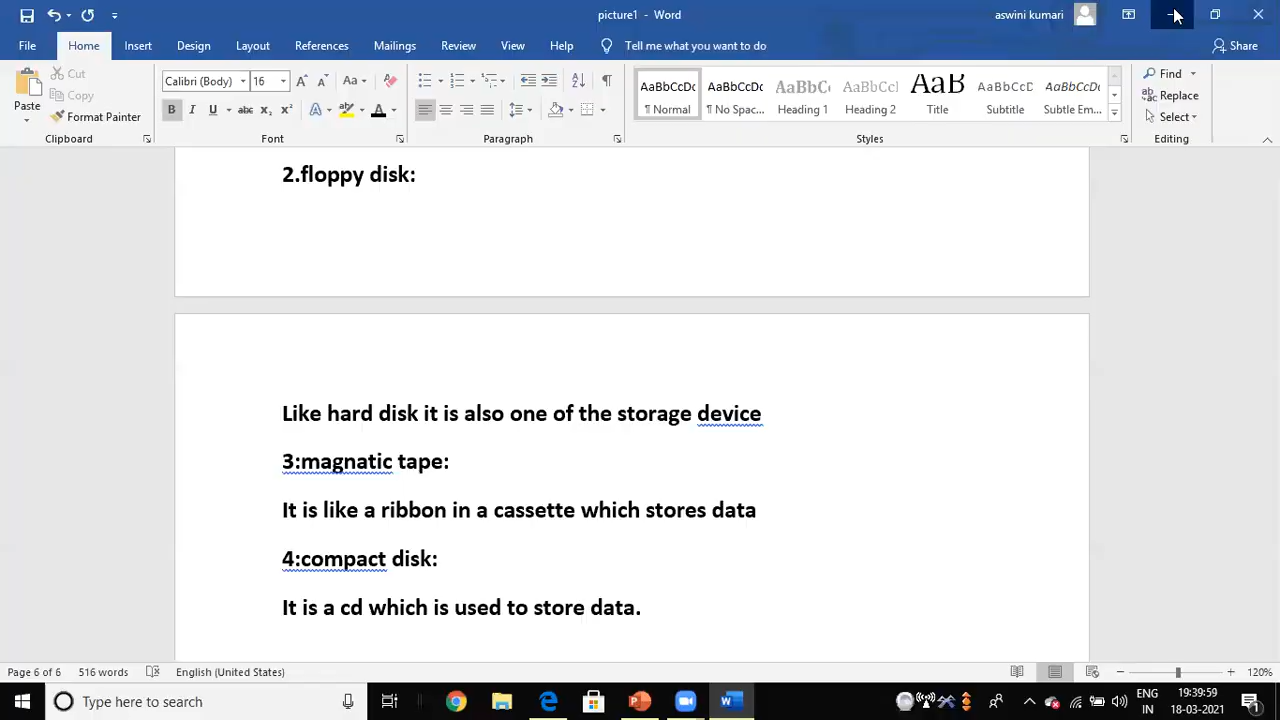 picture1 - Word
aswini kumari
File Home Insert Design Layout References Mailings Review View Help Tell me what you want to do Share
Paste
Cut
Copy
Format Painter
Calibri (Body) 16
AaBbCcDc AaBbCcDc AaBbC AaBbCcI AaB AaBbCcD AaBbCcDc
¶ Normal ¶ No Spac... Heading 1 Heading 2 Title Subtitle Subtle Em...
Find
Replace
Select
Clipboard Font Paragraph Styles Editing
2.floppy disk:
Like hard disk it is also one of the storage device
3:magnatic tape:
It is like a ribbon in a cassette which stores data
4:compact disk:
It is a cd which is used to store data.
Page 6 of 6 516 words English (United States) 120%
Type here to search
ENG
IN
19:39:59
18-03-2021